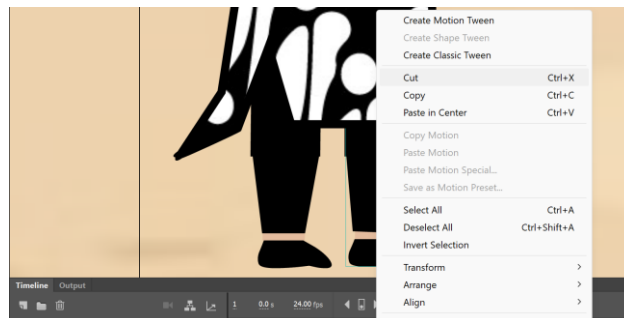 Create Motion Tween
Create Shape Tween
Create Classic Tween
Cut Ctrl+X
Copy Ctrl+C
Paste in Center Ctrl+V
Copy Motion
Paste Motion
Paste Motion Special...
Save as Motion Preset...
Select All Ctrl+A
Deselect All Ctrl+Shift+A
Invert Selection
Transform
Arrange
Align
Timeline Output
1 0.0 s 24.00 fps